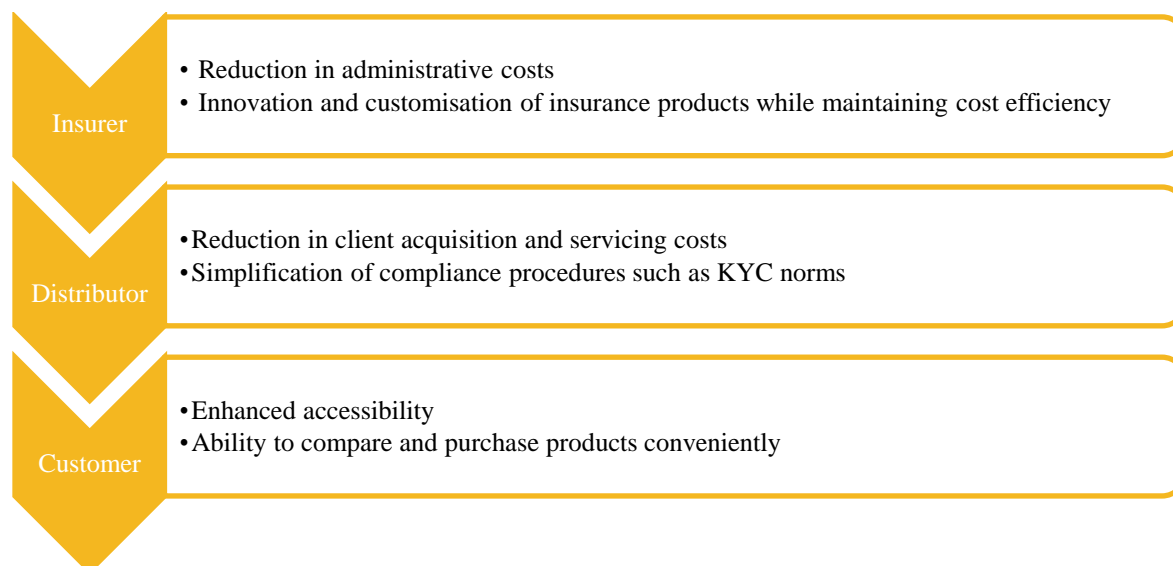 Insurer
• Reduction in administrative costs
• Innovation and customisation of insurance products while maintaining cost efficiency
Distributor
•Reduction in client acquisition and servicing costs
•Simplification of compliance procedures such as KYC norms
Customer
•Enhanced accessibility
•Ability to compare and purchase products conveniently